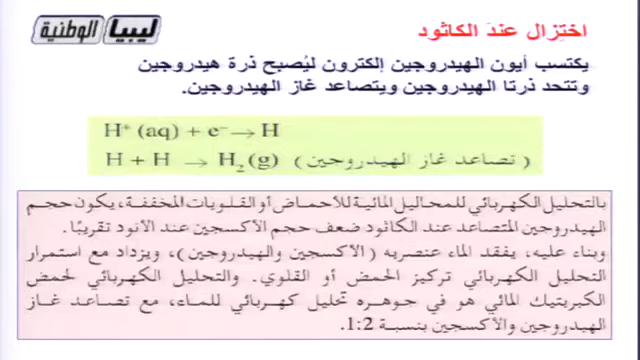 ليبيا الوطنية
اختزال عند الكاثود
يكتسب أيون الهيدروجين إلكترون ليُصبح ذرة هيدروجين
وتتحد ذرتا الهيدروجين ويتصاعد غاز الهيدروجين.
H⁺ (aq) + e⁻ → H
H + H → H₂(g) (تصاعد غاز الهيدروجين)
بالتحليل الكهربائي للمحاليل المائية للأحماض أو القلويات المخففة، يكون حجم
الهيدروجين المتصاعد عند الكاثود ضعف حجم الأكسجين عند الأنود تقريبًا.
وبناء عليه، يفقد الماء عنصريه (الأكسجين والهيدروجين)، ويزداد مع استمرار
التحليل الكهربائي تركيز الحمض أو القلوي. والتحليل الكهربائي لحمض
الكبريتيك المائي هو في جوهره تحليل كهربائي للماء، مع تصاعد غاز
الهيدروجين والأكسجين بنسبة 1:2.